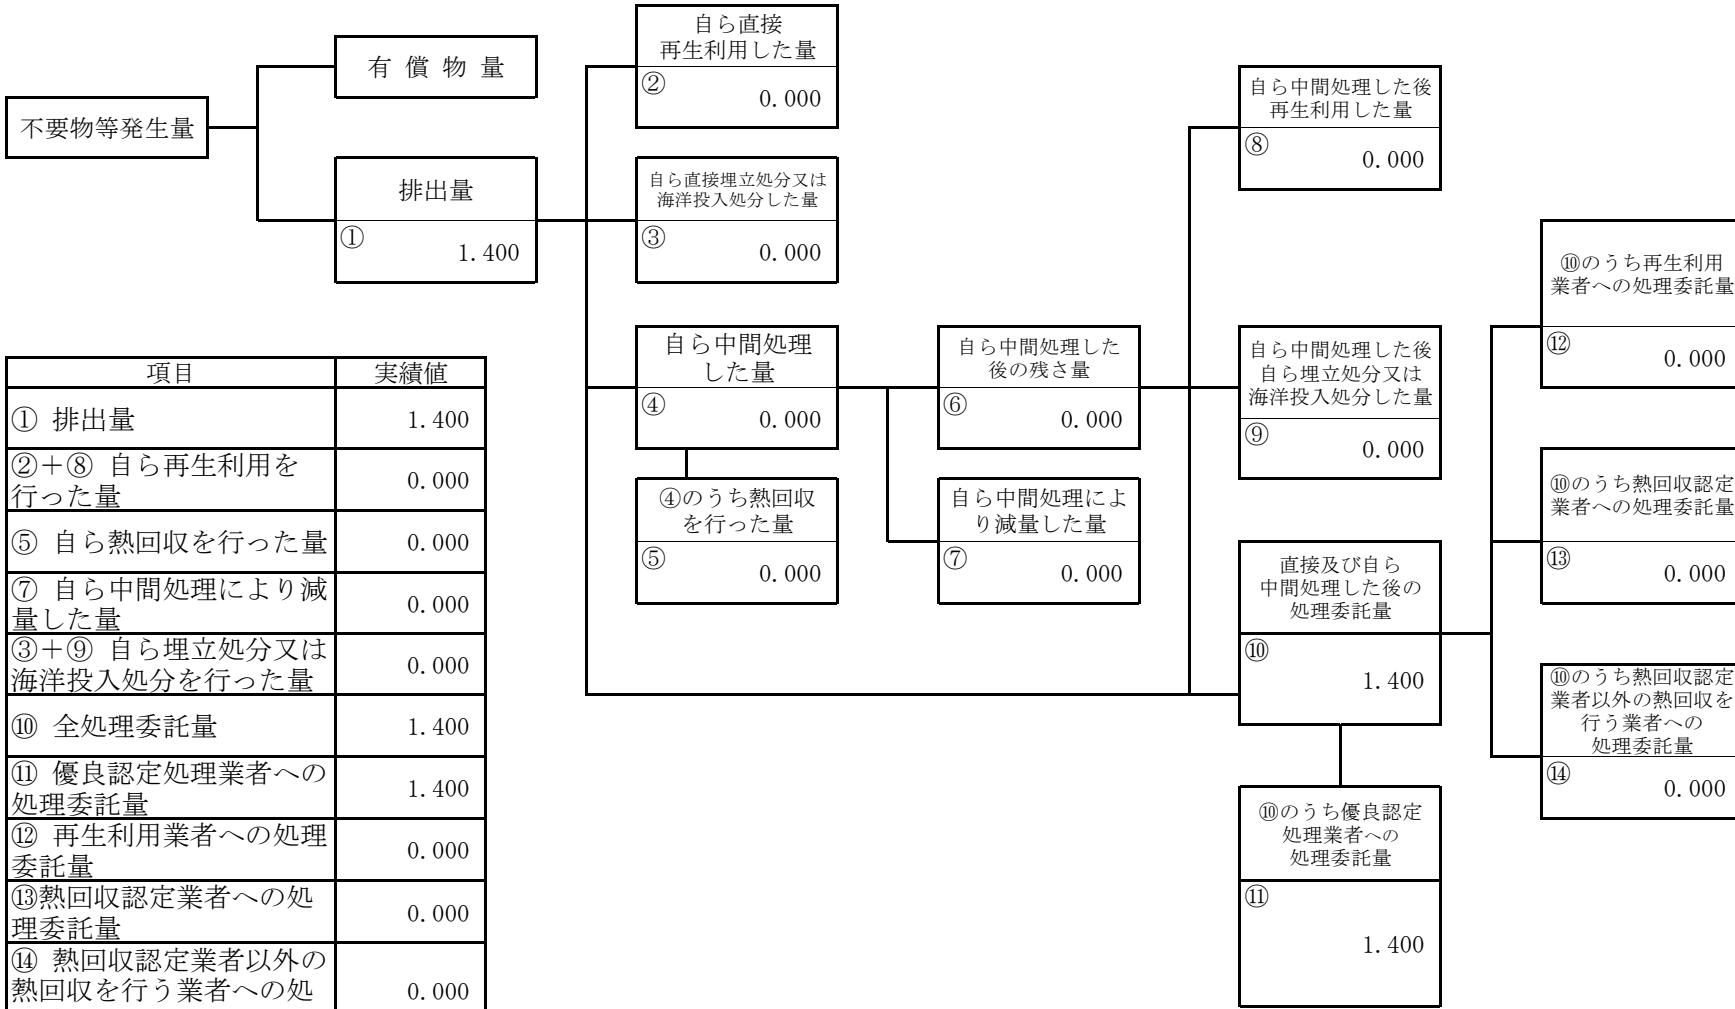 不要物等発生量
有 償 物 量
排出量
①
1.400
自ら直接
再生利用した量
②
0.000
自ら直接埋立処分又は
海洋投入処分した量
③
0.000
自ら中間処理
した量
④
0.000
④のうち熱回収
を行った量
⑤
0.000
自ら中間処理した
後の残さ量
⑥
0.000
自ら中間処理によ
り減量した量
⑦
0.000
自ら中間処理した後
再生利用した量
⑧
0.000
自ら中間処理した後
自ら埋立処分又は
海洋投入処分した量
⑨
0.000
直接及び自ら
中間処理した後の
処理委託量
⑩
1.400
⑩のうち優良認定
処理業者への
処理委託量
⑪
1.400
⑩のうち再生利用
業者への処理委託量
⑫
0.000
⑩のうち熱回収認定
業者への処理委託量
⑬
0.000
⑩のうち熱回収認定
業者以外の熱回収を
行う業者への
処理委託量
⑭
0.000
項目 実績値
① 排出量 1.400
②＋⑧ 自ら再生利用を
行った量 0.000
⑤ 自ら熱回収を行った量 0.000
⑦ 自ら中間処理により減
量した量 0.000
③＋⑨ 自ら埋立処分又は
海洋投入処分を行った量 0.000
⑩ 全処理委託量 1.400
⑪ 優良認定処理業者への
処理委託量 1.400
⑫ 再生利用業者への処理
委託量 0.000
⑬熱回収認定業者への処
理委託量 0.000
⑭ 熱回収認定業者以外の
熱回収を行う業者への処 0.000